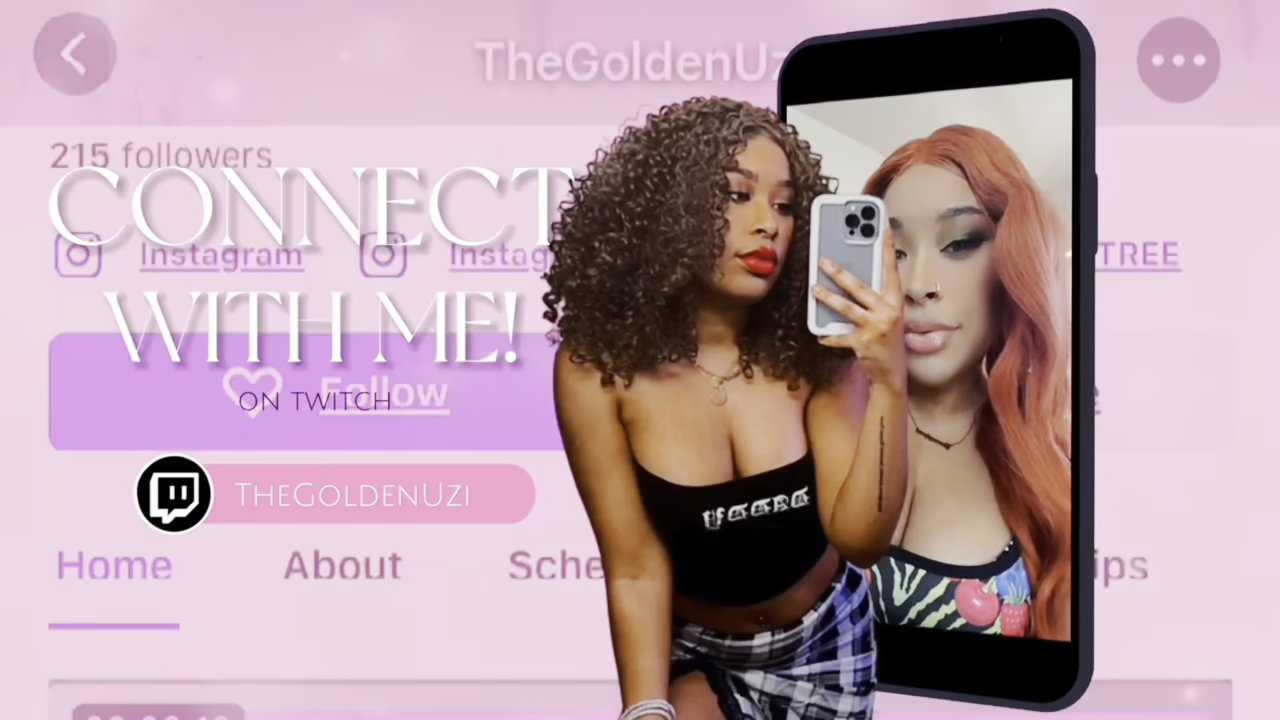 TheGoldenUz
215 followers
CONNECT
Instagram
Instag
TREE
WITH ME!
Follow
ON TWITCH
THEGOLDENUZI
Home
About
Sche
ips